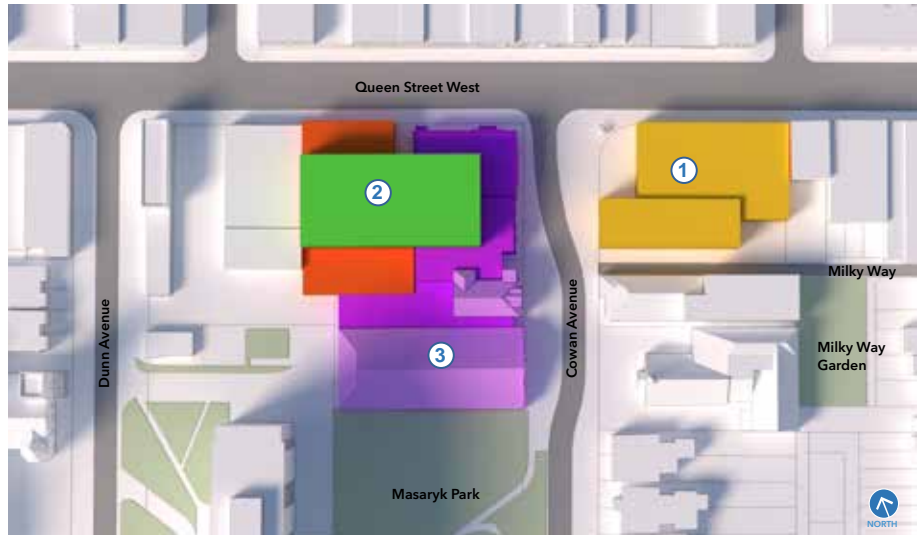 Queen Street West
1
2
Milky Way
Dunn Avenue
Cowan Avenue
3
Milky Way
Garden
Masaryk Park
NORTH